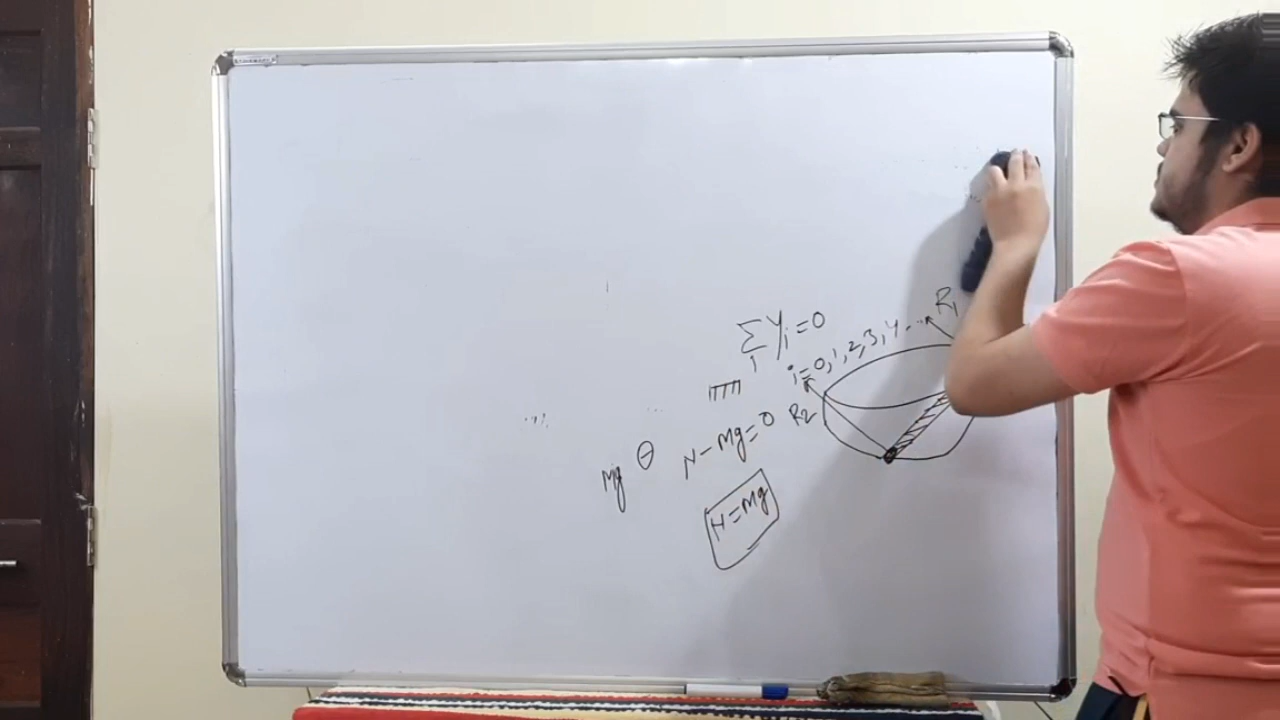 R₁
Σ Yᵢ=0
i
i=0,1,2,3,4...
R₂
N-Mg=0
Mg ⊖
N=Mg